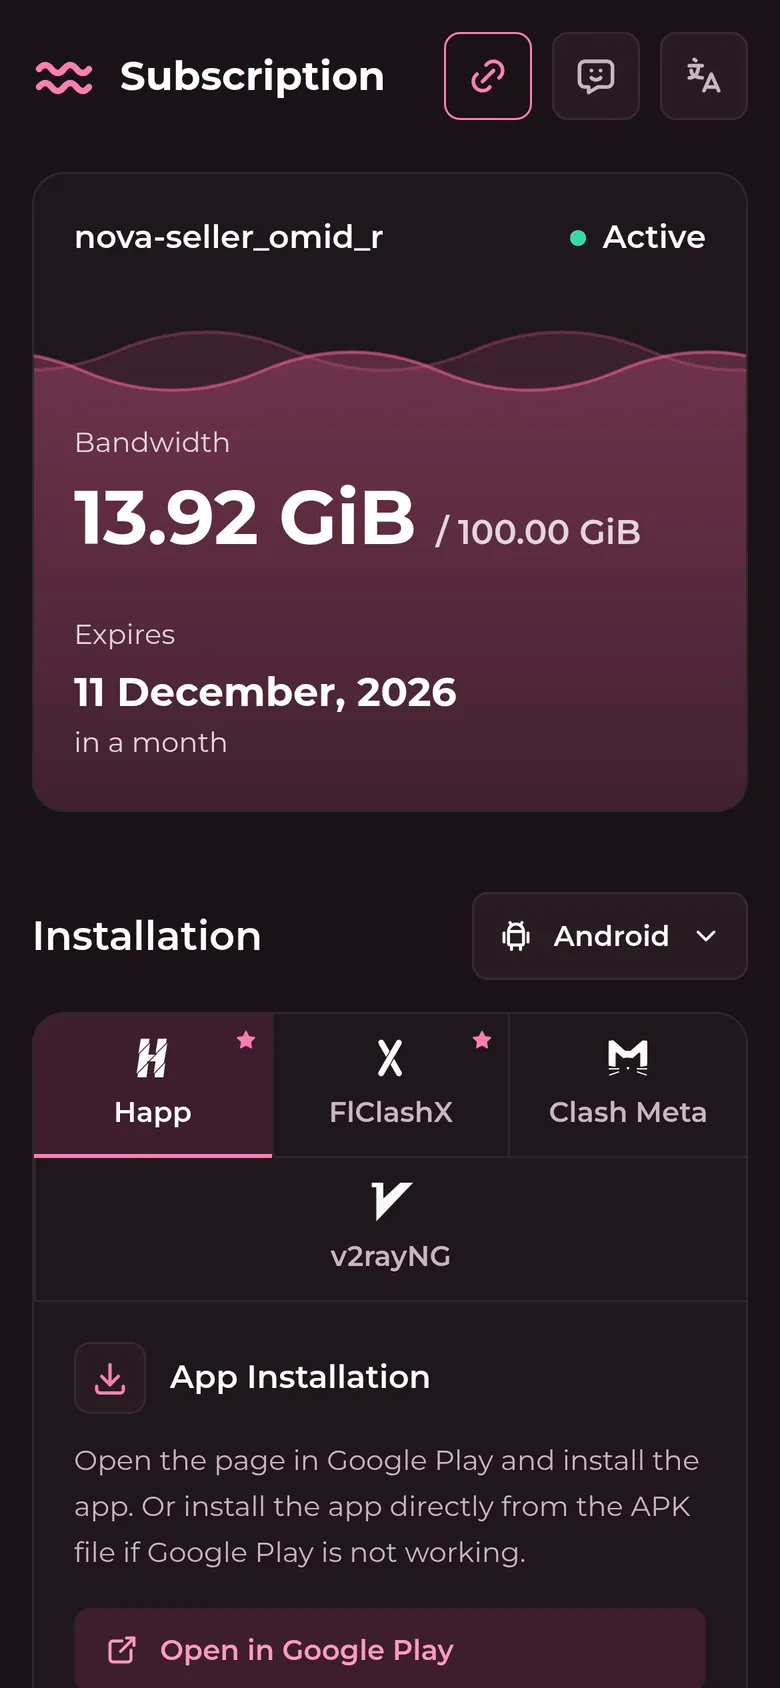 Subscription
nova-seller_omid_r
Active
Bandwidth
13.92 GiB / 100.00 GiB
Expires
11 December, 2026
in a month
Installation
Android
Happ
FlClashX
Clash Meta
v2rayNG
App Installation
Open the page in Google Play and install the
app. Or install the app directly from the APK
file if Google Play is not working.
Open in Google Play